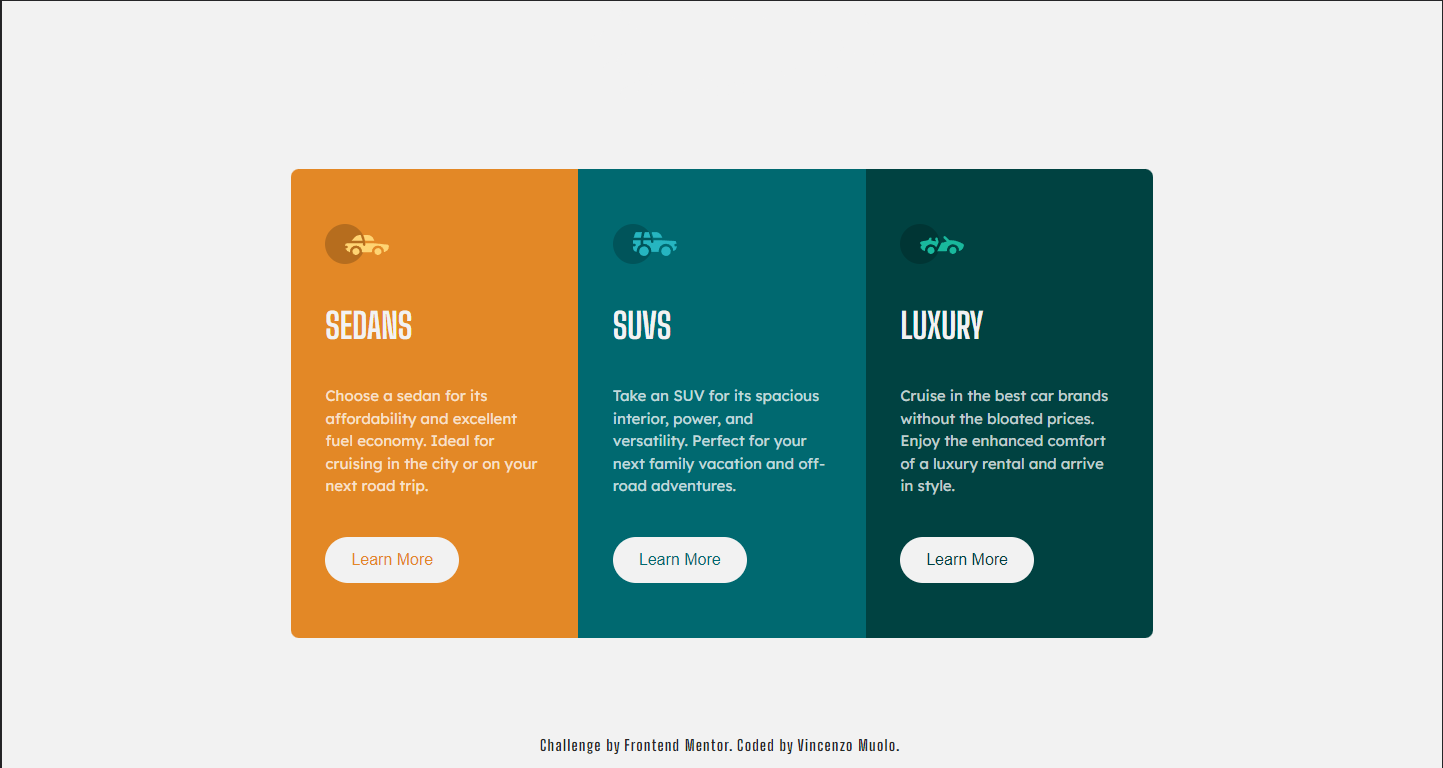 SEDANS
Choose a sedan for its
affordability and excellent
fuel economy. Ideal for
cruising in the city or on your
next road trip.
Learn More
SUVS
Take an SUV for its spacious
interior, power, and
versatility. Perfect for your
next family vacation and off-
road adventures.
Learn More
LUXURY
Cruise in the best car brands
without the bloated prices.
Enjoy the enhanced comfort
of a luxury rental and arrive
in style.
Learn More
Challenge by Frontend Mentor. Coded by Vincenzo Muolo.